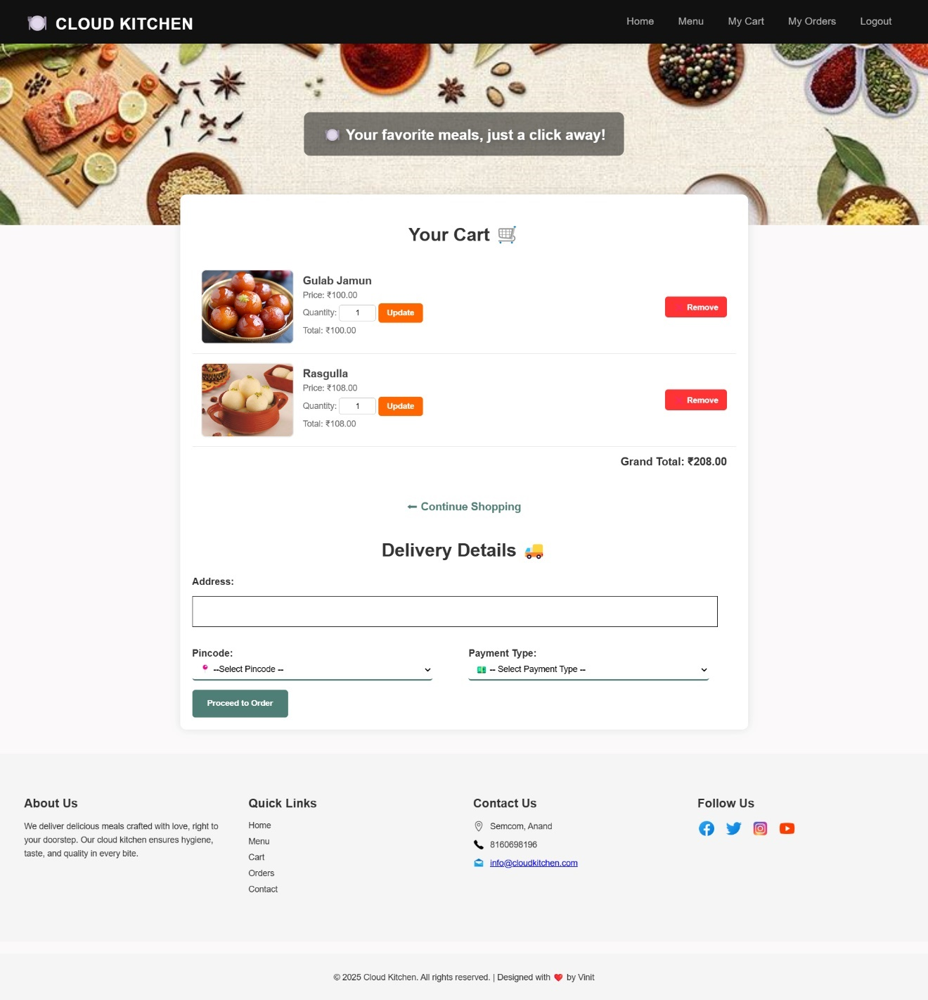 🍽️ CLOUD KITCHEN
Home Menu My Cart My Orders Logout
🍽️ Your favorite meals, just a click away!
Your Cart 🛒
Gulab Jamun
Price: ₹100.00
Quantity: 1 Update
Total: ₹100.00
Remove
Rasgulla
Price: ₹108.00
Quantity: 1 Update
Total: ₹108.00
Remove
Grand Total: ₹208.00
⬅ Continue Shopping
Delivery Details 🚚
Address:
Pincode:
📍 --Select Pincode --
Payment Type:
💵 -- Select Payment Type --
Proceed to Order
About Us
We deliver delicious meals crafted with love, right to
your doorstep. Our cloud kitchen ensures hygiene,
taste, and quality in every bite.
Quick Links
Home
Menu
Cart
Orders
Contact
Contact Us
Semcom, Anand
8160698196
info@cloudkitchen.com
Follow Us
© 2025 Cloud Kitchen. All rights reserved. | Designed with ❤️ by Vinit